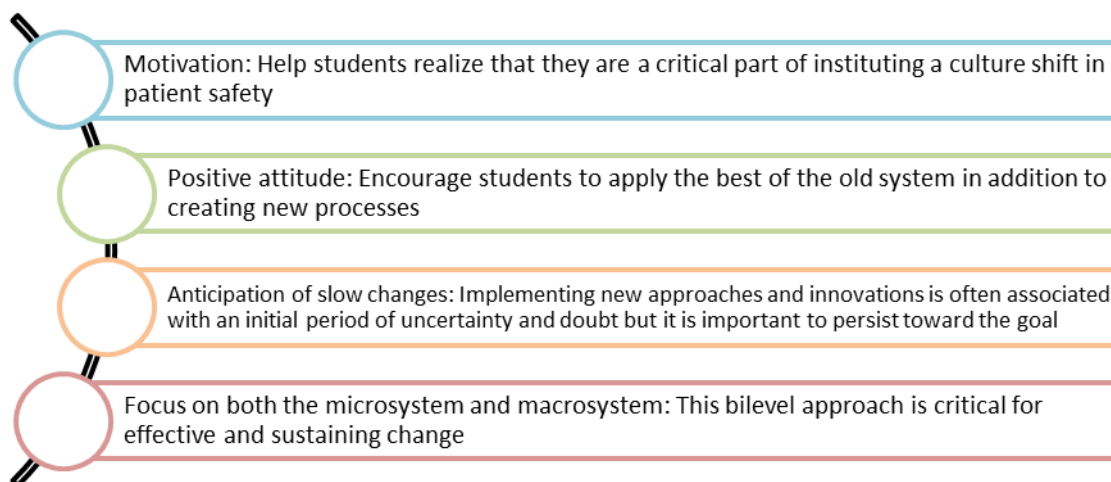 Motivation: Help students realize that they are a critical part of instituting a culture shift in
patient safety
Positive attitude: Encourage students to apply the best of the old system in addition to
creating new processes
Anticipation of slow changes: Implementing new approaches and innovations is often associated
with an initial period of uncertainty and doubt but it is important to persist toward the goal
Focus on both the microsystem and macrosystem: This bilevel approach is critical for
effective and sustaining change